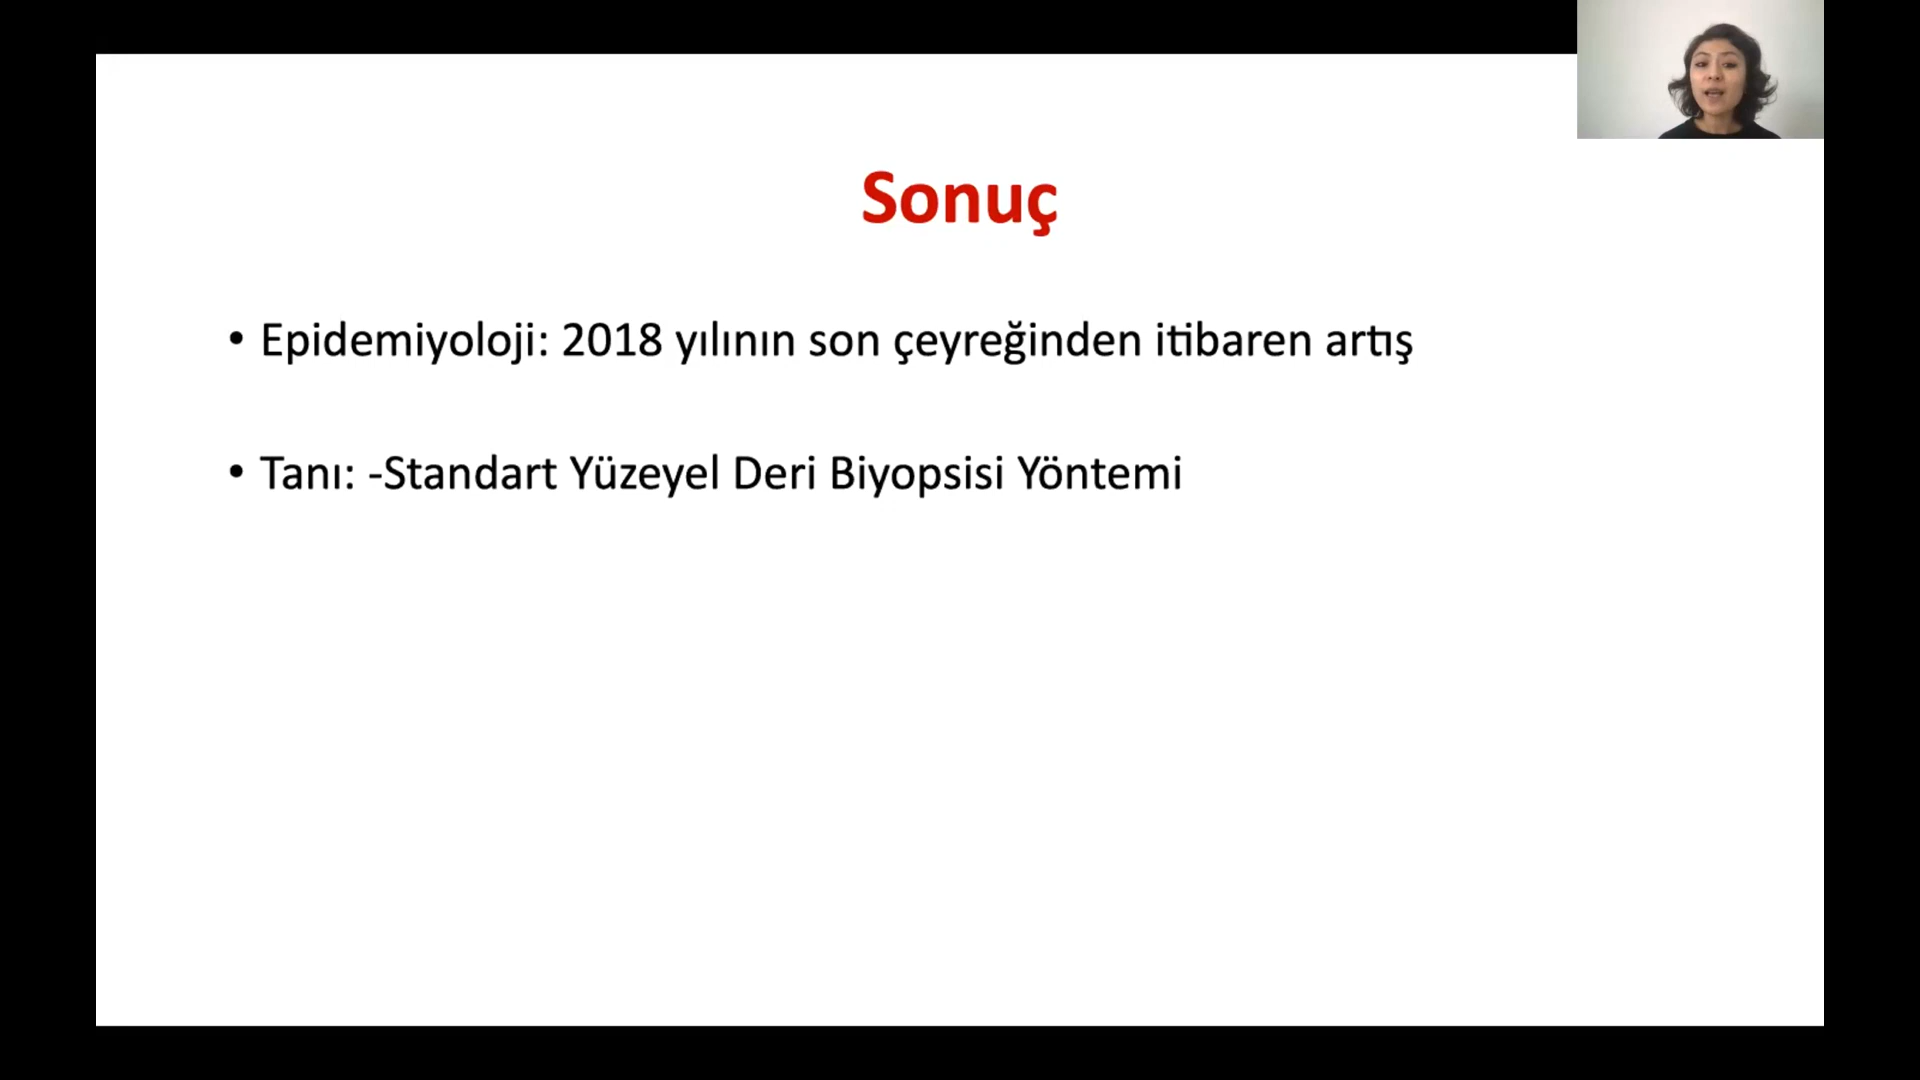 Sonuç
• Epidemiyoloji: 2018 yılının son çeyreğinden itibaren artış
• Tanı: -Standart Yüzeyel Deri Biyopsisi Yöntemi